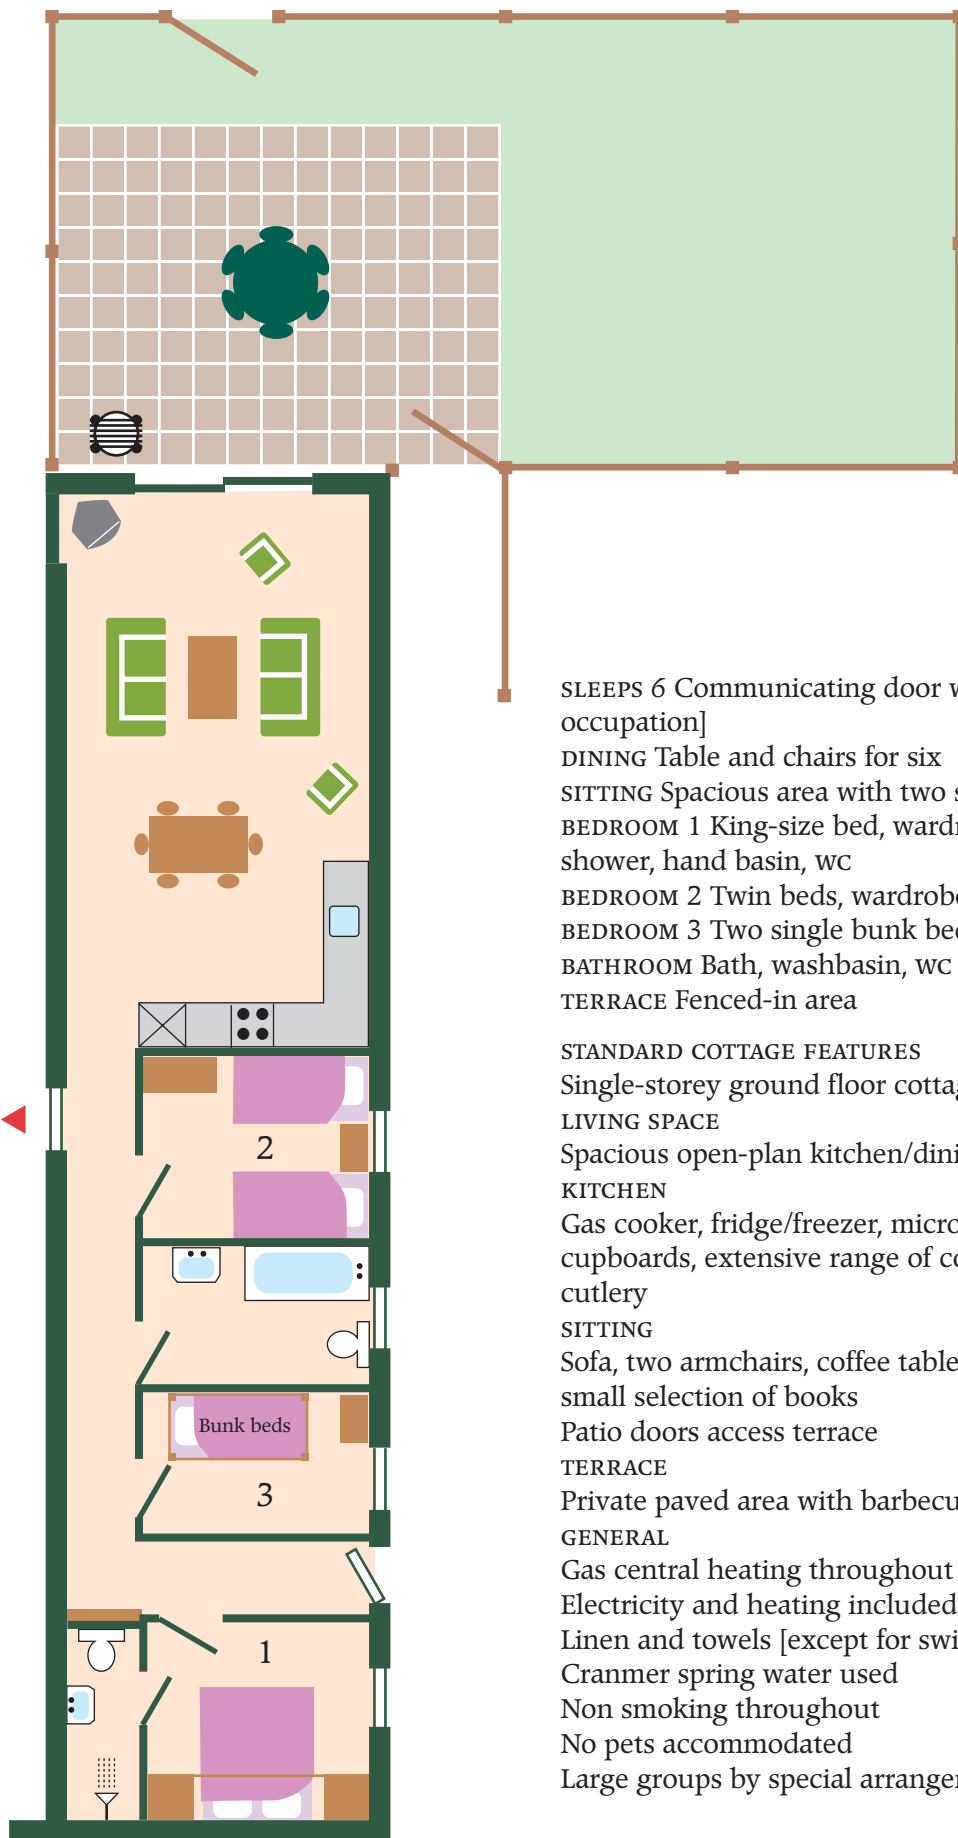 2
Bunk beds
3
1
SLEEPS 6 Communicating door
occupation]
DINING Table and chairs for six
SITTING Spacious area with two
BEDROOM 1 King-size bed,
shower, hand basin, WC
BEDROOM 2 Twin beds, wardrobe
BEDROOM 3 Two single bunk
BATHROOM Bath, washbasin, WC
TERRACE Fenced-in area
STANDARD COTTAGE FEATURES
Single-storey ground floor
LIVING SPACE
Spacious open-plan
KITCHEN
Gas cooker, fridge/freezer,
cupboards, extensive range of
cutlery
SITTING
Sofa, two armchairs, coffee table
small selection of books
Patio doors access terrace
TERRACE
Private paved area with
GENERAL
Gas central heating throughout
Electricity and heating included
Linen and towels [except for
Cranmer spring water used
Non smoking throughout
No pets accommodated
Large groups by special